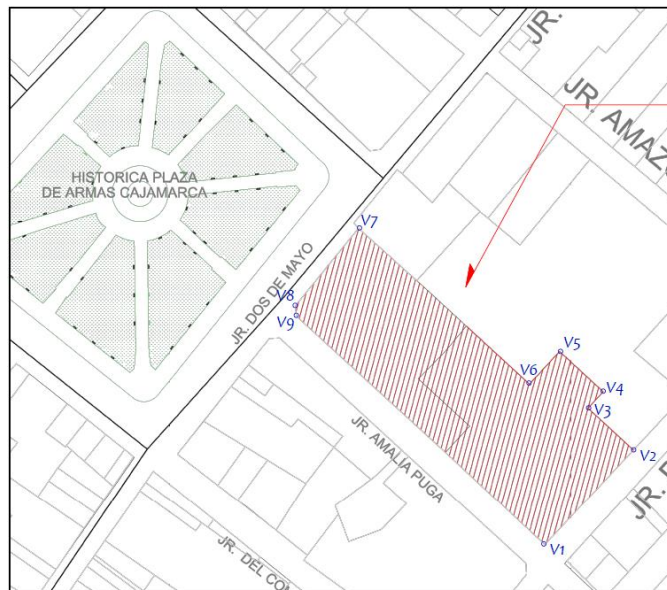 JR.
JR. AMAZ
HISTORICA PLAZA
DE ARMAS CAJAMARCA
V7
JR. DOS DE MAYO
V8
V9
V5
V6
V4
V3
JR. AMALIA PUGA
V2
JR.
V1
JR. DEL